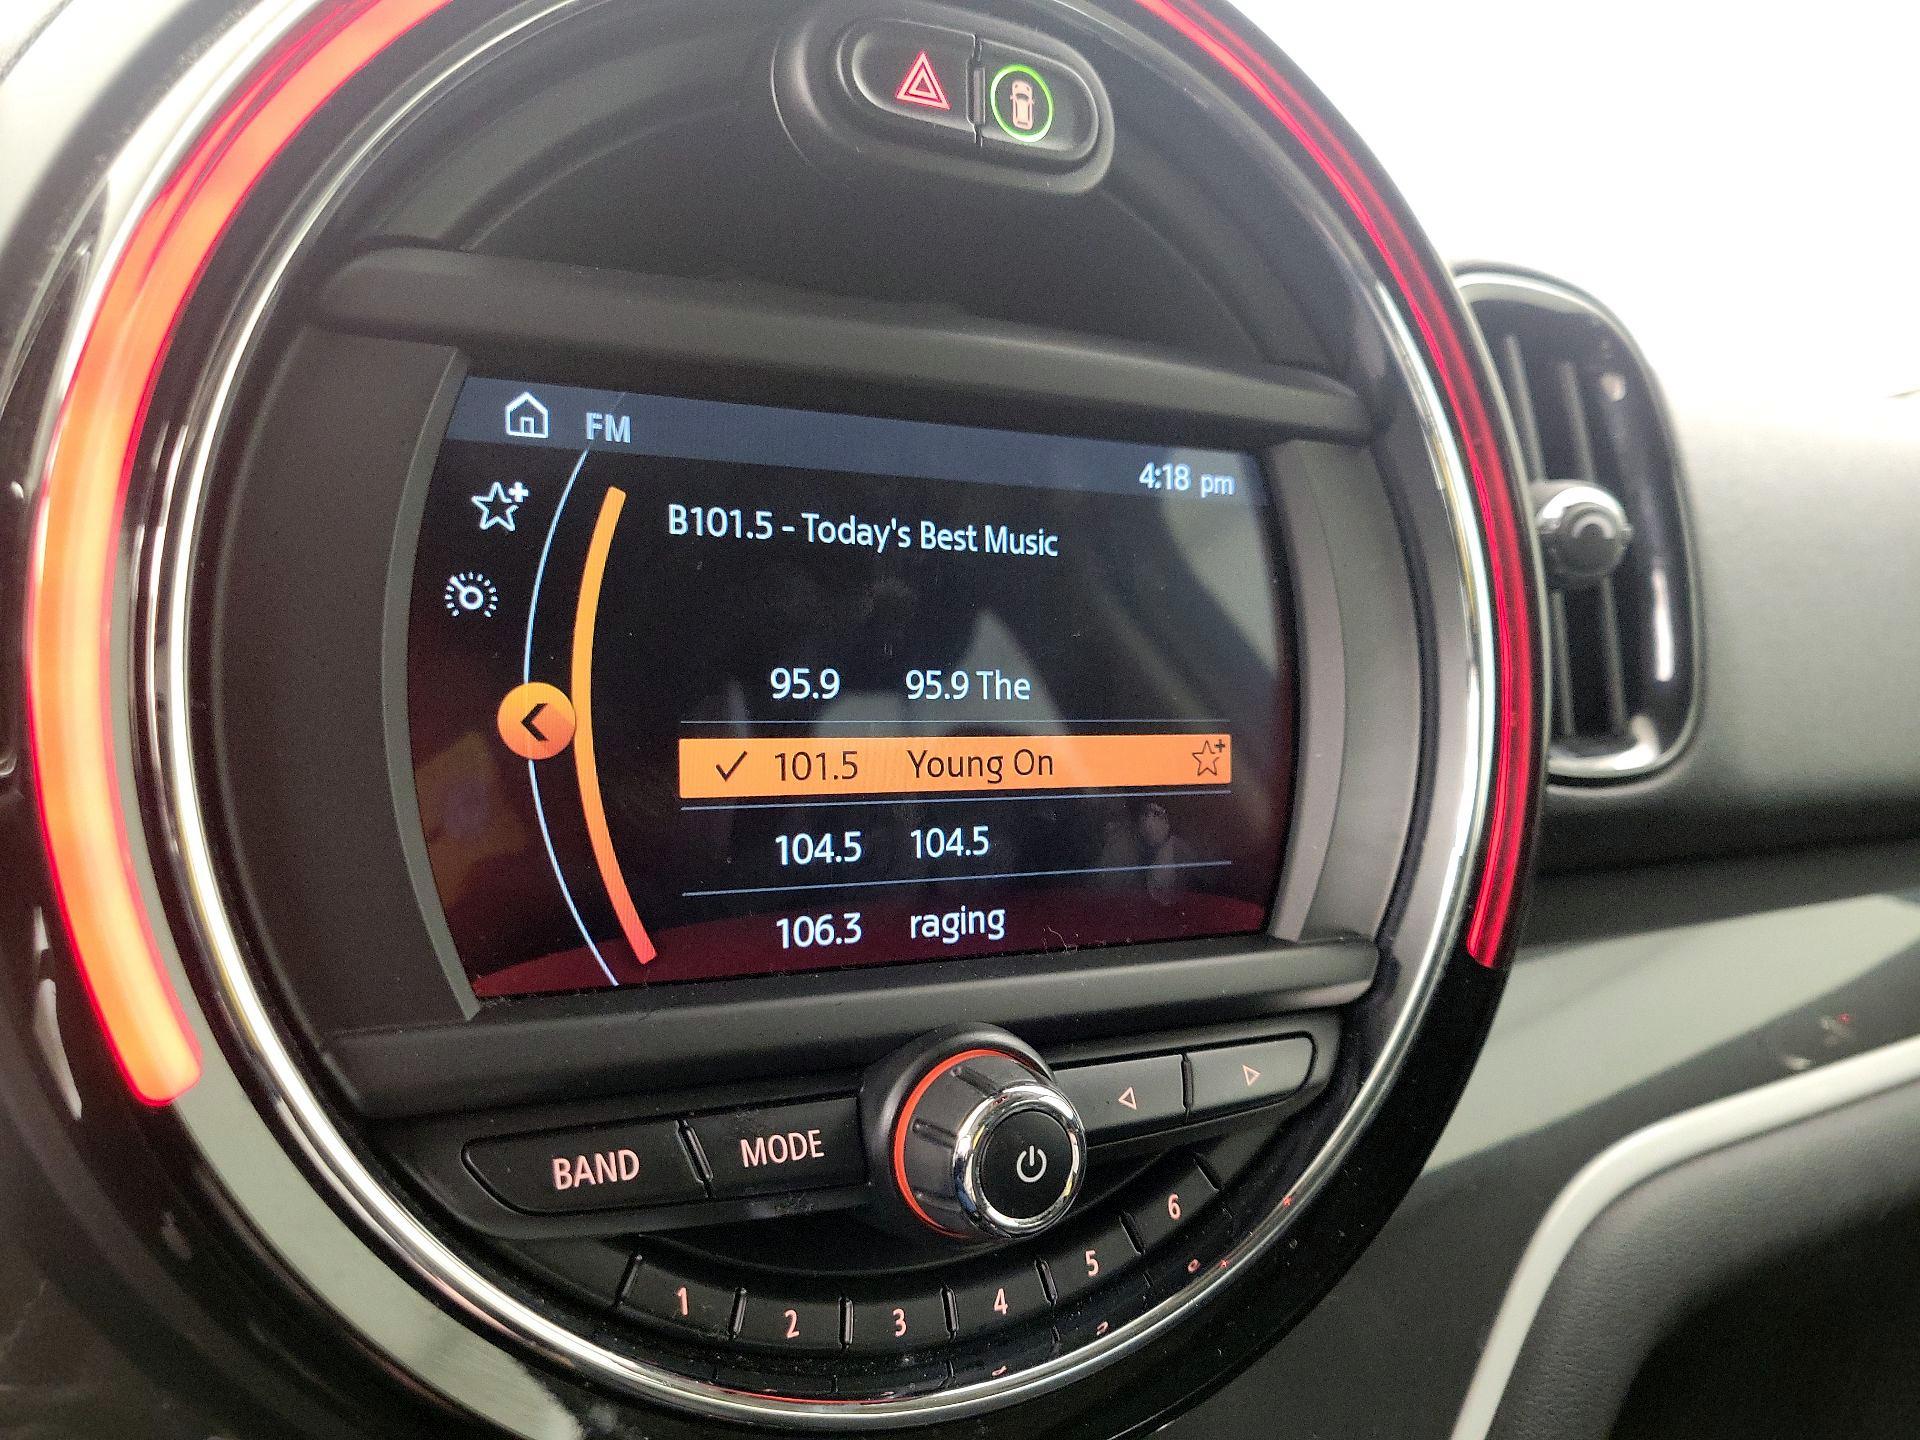 FM
4:18 pm
B101.5 - Today's Best Music
95.9 95.9 The
101.5 Young On
104.5 104.5
106.3 raging
BAND MODE
1 2 3 4 5 6